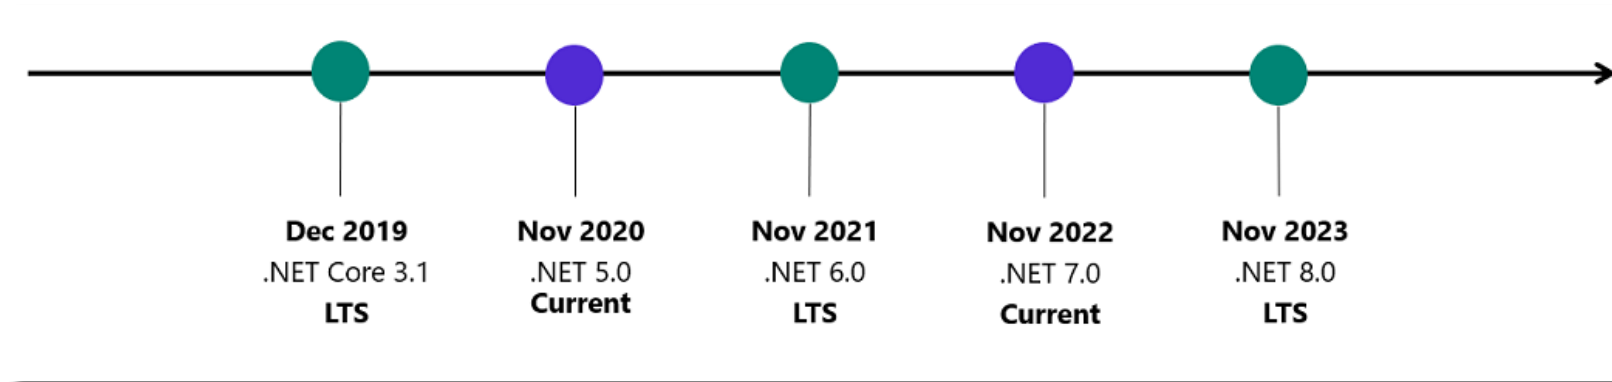 Dec 2019
.NET Core 3.1
LTS
Nov 2020
.NET 5.0
Current
Nov 2021
.NET 6.0
LTS
Nov 2022
.NET 7.0
Current
Nov 2023
.NET 8.0
LTS